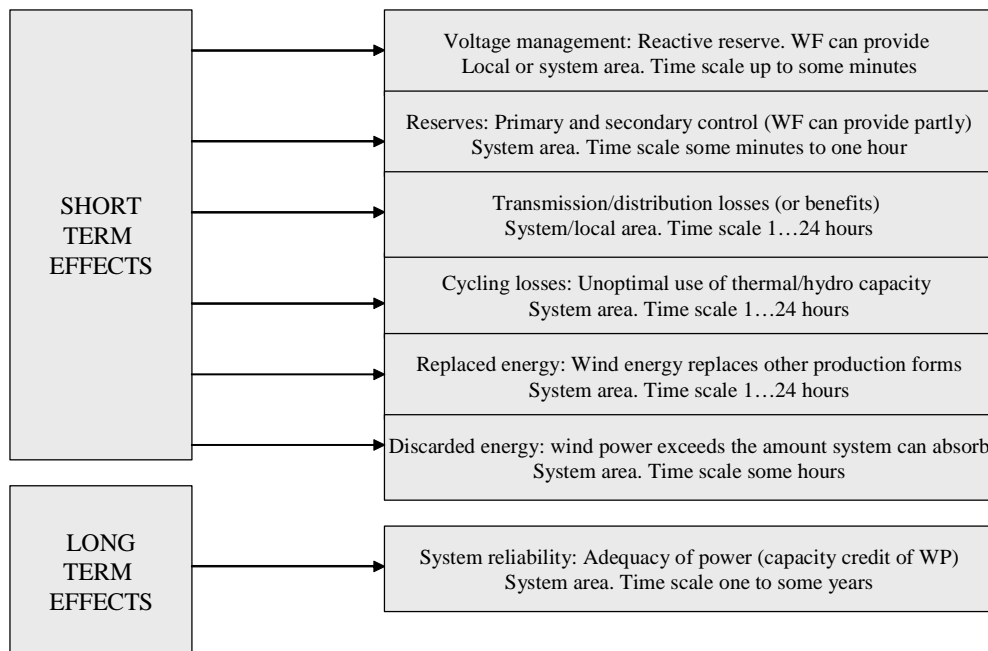 SHORT
TERM
EFFECTS
Voltage management: Reactive reserve. WF can provide
Local or system area. Time scale up to some minutes
Reserves: Primary and secondary control (WF can provide partly)
System area. Time scale some minutes to one hour
Transmission/distribution losses (or benefits)
System/local area. Time scale 1…24 hours
Cycling losses: Unoptimal use of thermal/hydro capacity
System area. Time scale 1…24 hours
Replaced energy: Wind energy replaces other production forms
System area. Time scale 1…24 hours
Discarded energy: wind power exceeds the amount system can absorb
System area. Time scale some hours
LONG
TERM
EFFECTS
System reliability: Adequacy of power (capacity credit of WP)
System area. Time scale one to some years